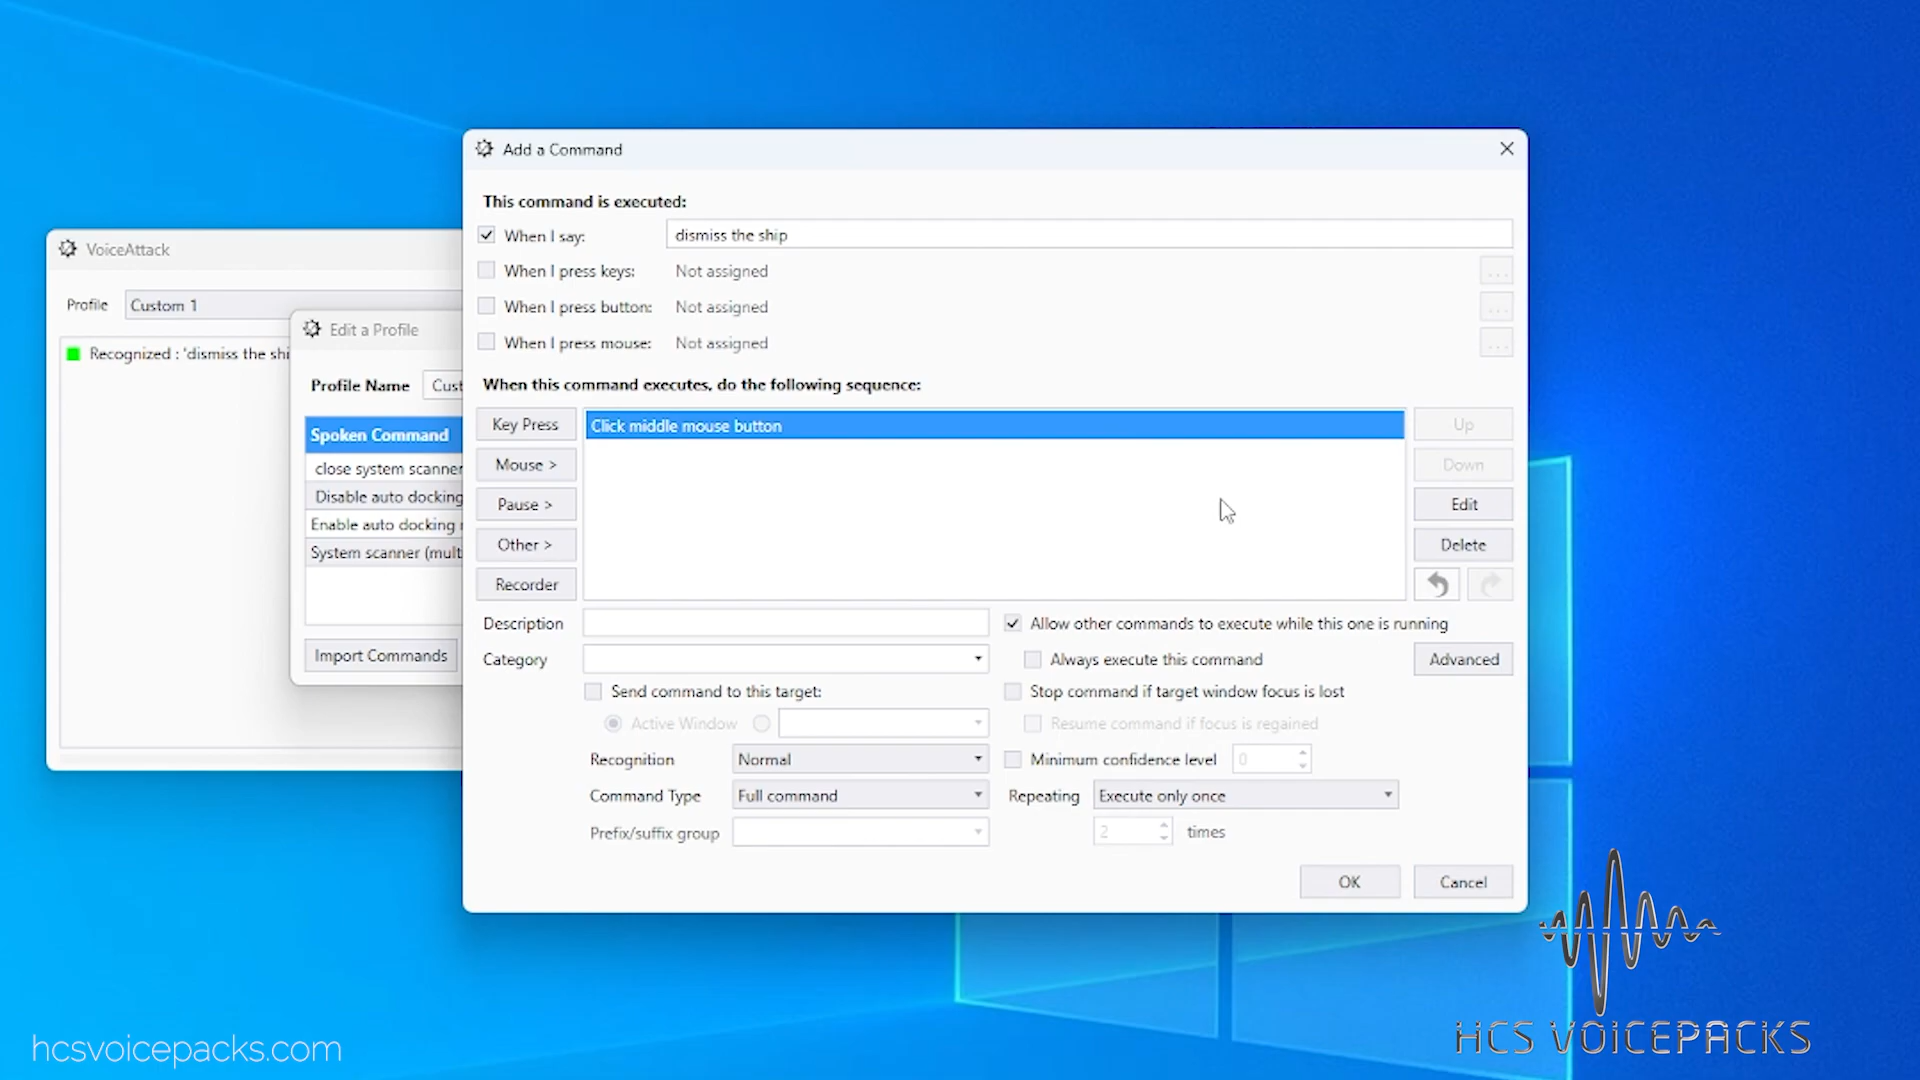 Add a Command
This command is executed:
When I say: dismiss the ship
When I press keys: Not assigned ...
When I press button: Not assigned ...
When I press mouse: Not assigned ...
When this command executes, do the following sequence:
Key Press
Mouse >
Pause >
Other >
Recorder
Click middle mouse button
Up
Down
Edit
Delete
Description
Category
Allow other commands to execute while this one is running
Always execute this command
Advanced
Send command to this target:
Active Window
Stop command if target window focus is lost
Resume command if focus is regained
Recognition Normal
Minimum confidence level 0
Command Type Full command
Repeating Execute only once
Prefix/suffix group
2 times
OK Cancel
VoiceAttack
Profile Custom 1
Recognized : 'dismiss the shi
Edit a Profile
Profile Name Cust
Spoken Command
close system scanner
Disable auto docking
Enable auto docking
System scanner (mult
Import Commands
hcsvoicepacks.com
HCS VOICEPACKS